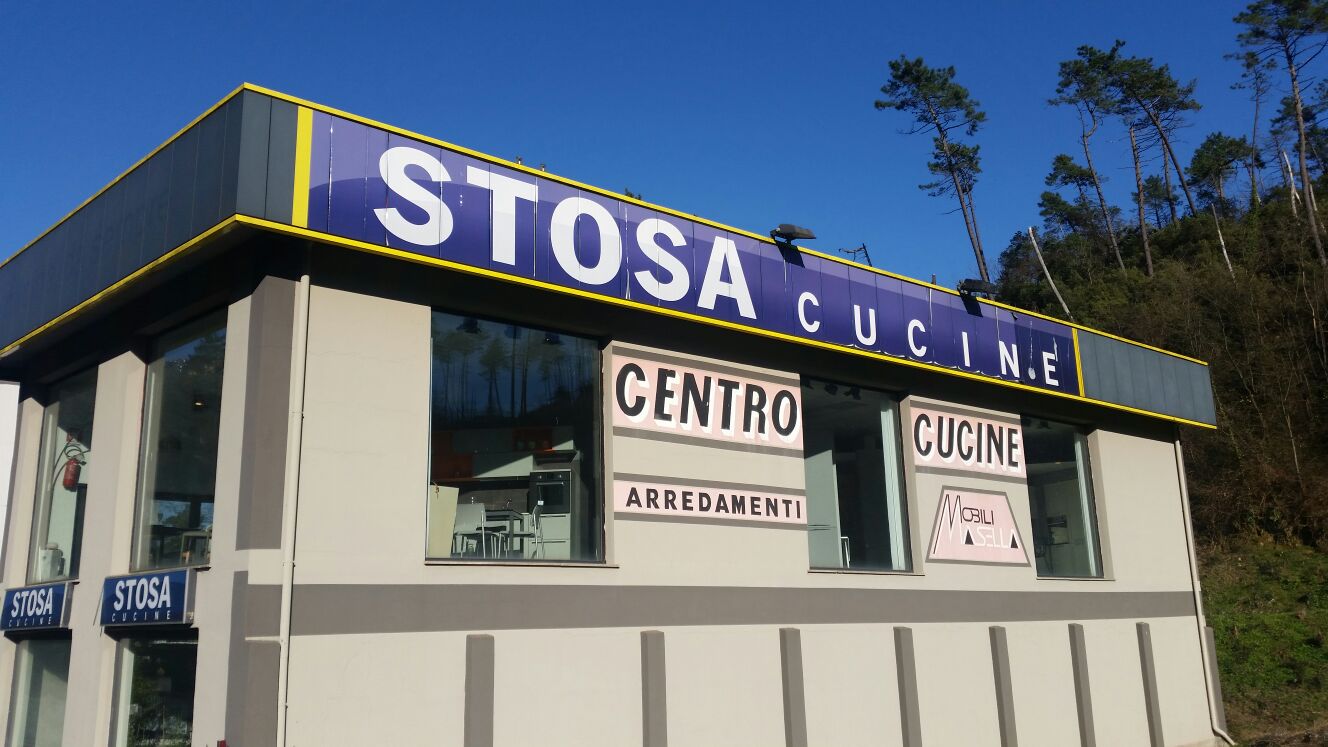 STOSA CUCINE
CENTRO
CUCINE
ARREDAMENTI
MOBILI
MASELLA
STOSA
CUCINE
STOSA
CUCINE